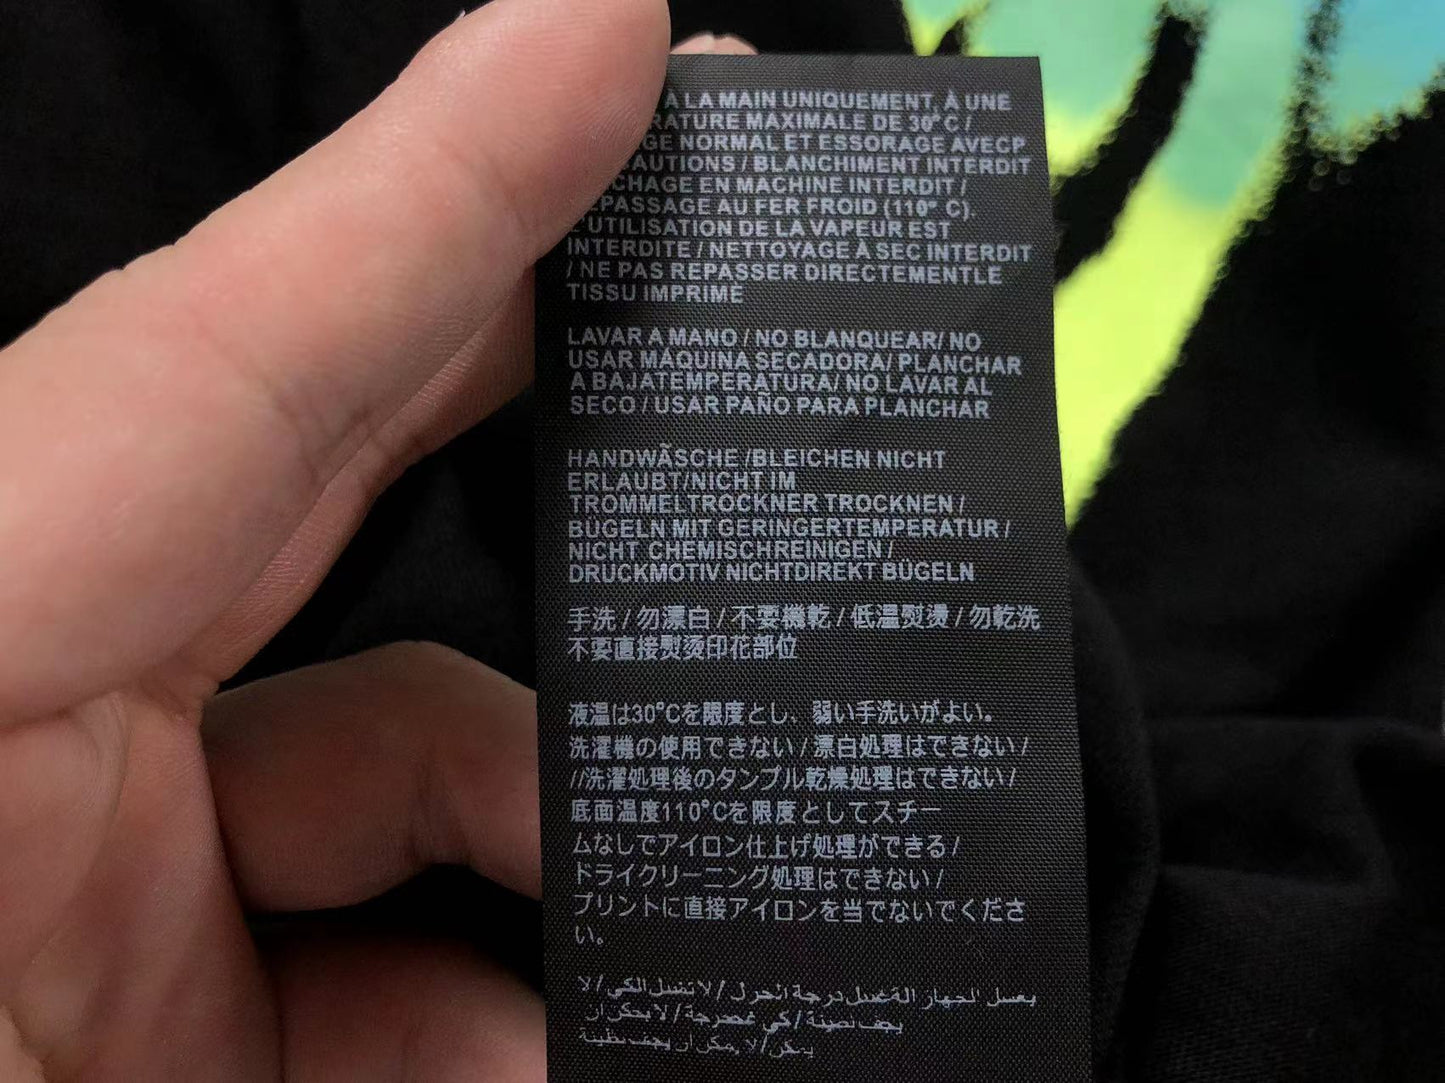 À LA MAIN UNIQUEMENT, À UNE
RATURE MAXIMALE DE 30°C /
GE NORMAL ET ESSORAGE AVECP
CAUTIONS / BLANCHIMENT INTERDIT
CHAGE EN MACHINE INTERDIT /
EPASSAGE AU FER FROID (110° C).
L'UTILISATION DE LA VAPEUR EST
INTERDITE / NETTOYAGE À SEC INTERDIT
/ NE PAS REPASSER DIRECTEMENTLE
TISSU IMPRIMÉ
LAVAR A MANO / NO BLANQUEAR/ NO
USAR MÁQUINA SECADORA/ PLANCHAR
A BAJATEMPERATURA/ NO LAVAR AL
SECO / USAR PAÑO PARA PLANCHAR
HANDWÃSCHE /BLEICHEN NICHT
ERLAUBT/NICHT IM
TROMMELTROCKNER TROCKNEN /
BÜGELN MIT GERINGERTEMPERATUR /
NICHT CHEMISCHREINIGEN /
DRUCKMOTIV NICHTDIREKT BÜGELN
手洗 / 勿漂白 / 不要機乾 / 低温熨燙 / 勿乾洗
不要直接熨燙印花部位
液温は30°Cを限度とし、弱い手洗いがよい。
洗濯機の使用できない / 漂白処理はできない /
//洗濯処理後のタンブル乾燥処理はできない /
底面温度110°Cを限度としてスチー
ムなしでアイロン仕上げ処理ができる /
ドライクリーニング処理はできない /
プリントに直接アイロンを当でないでくださ
い。